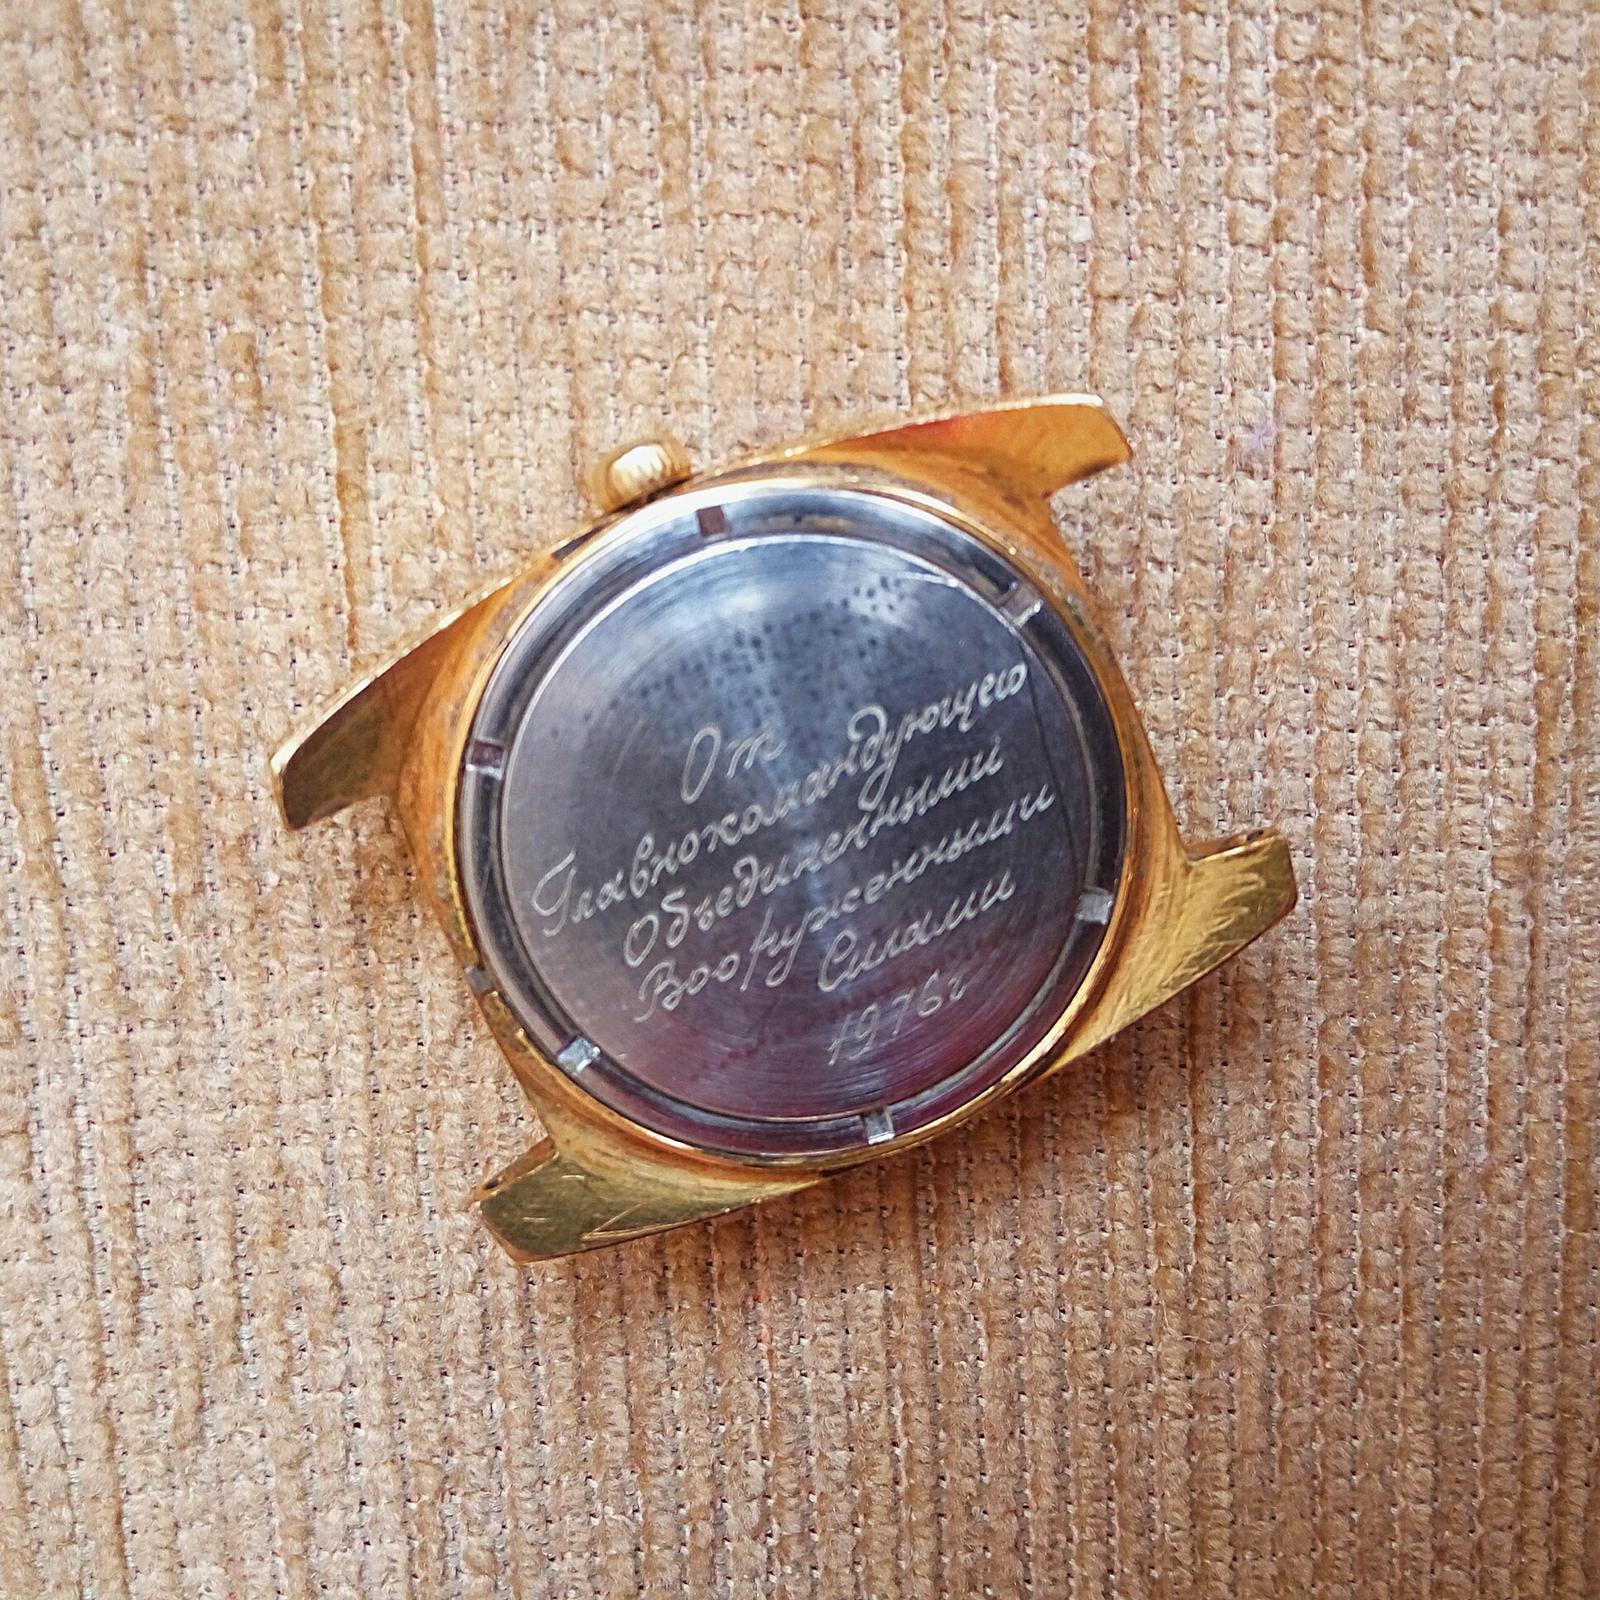 От
Главнокомандующего
Объединенными
Вооруженными
Силами
1976г